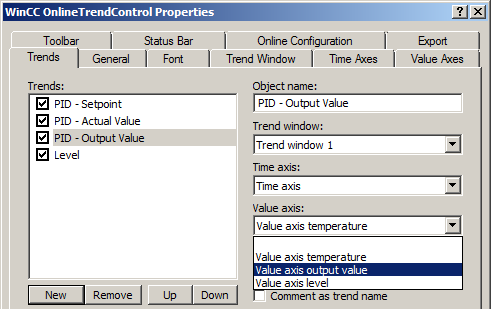 WinCC OnlineTrendControl Properties
Toolbar Status Bar Online Configuration Export
Trends General Font Trend Window Time Axes Value Axes
Trends:
PID - Setpoint
PID - Actual Value
PID - Output Value
Level
New Remove Up Down
Object name:
PID - Output Value
Trend window:
Trend window 1
Time axis:
Time axis
Value axis:
Value axis temperature
Value axis temperature
Value axis output value
Value axis level
Comment as trend name